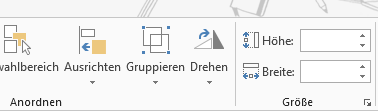 Höhe:
wahlbereich Ausrichten Gruppieren Drehen
Breite:
Anordnen Größe